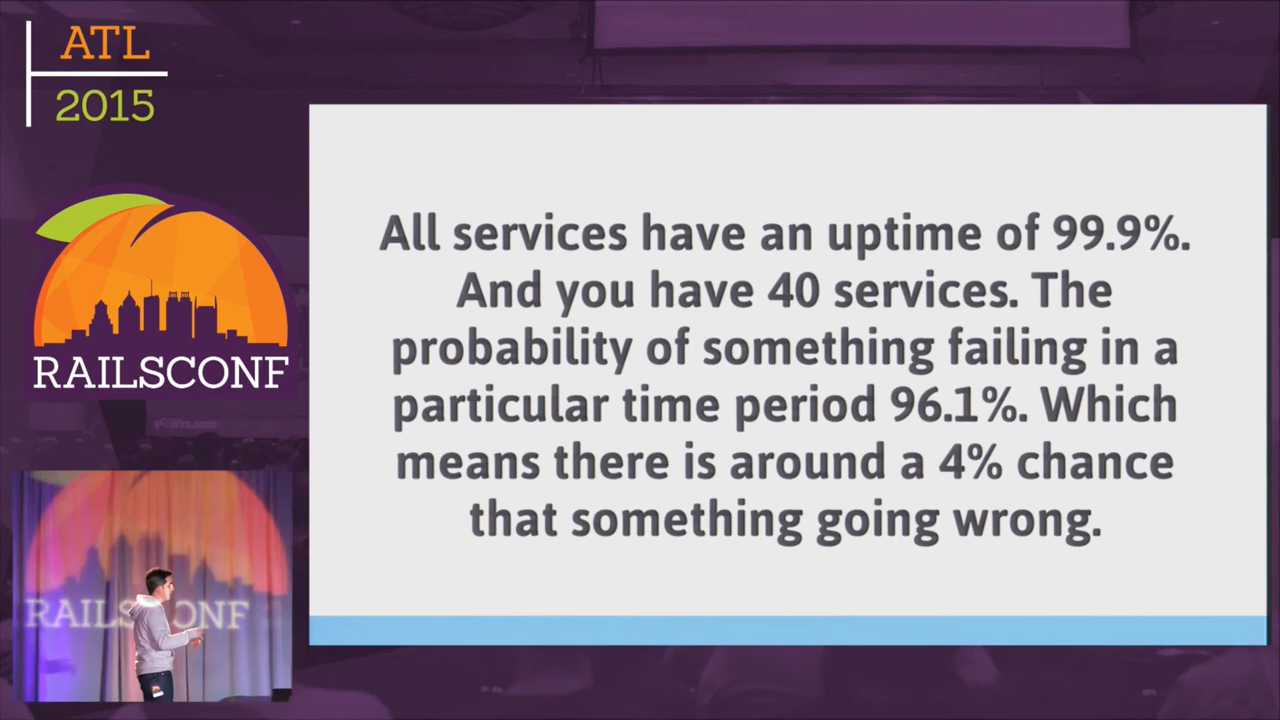 ATL
2015
RAILSCONF
All services have an uptime of 99.9%.
And you have 40 services. The
probability of something failing in a
particular time period 96.1%. Which
means there is around a 4% chance
that something going wrong.
RAILSCONF